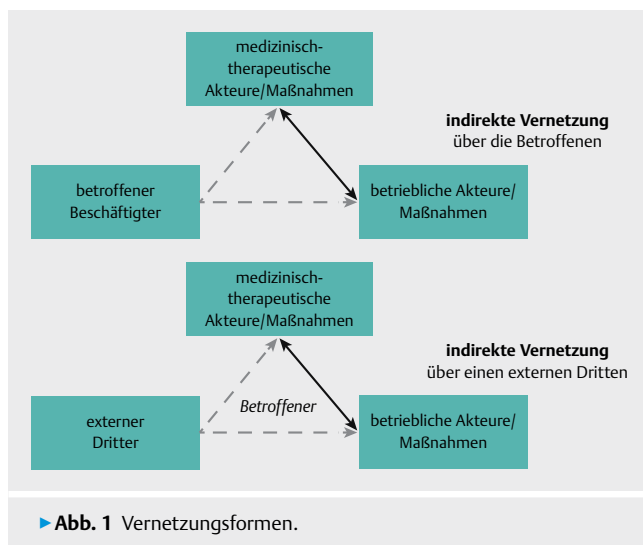 medizinisch-
therapeutische
Akteure/Maßnahmen
indirekte Vernetzung
über die Betroffenen
betroffener
Beschäftigter
betriebliche Akteure/
Maßnahmen
medizinisch-
therapeutische
Akteure/Maßnahmen
indirekte Vernetzung
über einen externen Dritten
Betroffener
externer
Dritter
betriebliche Akteure/
Maßnahmen
▶ Abb. 1 Vernetzungsformen.